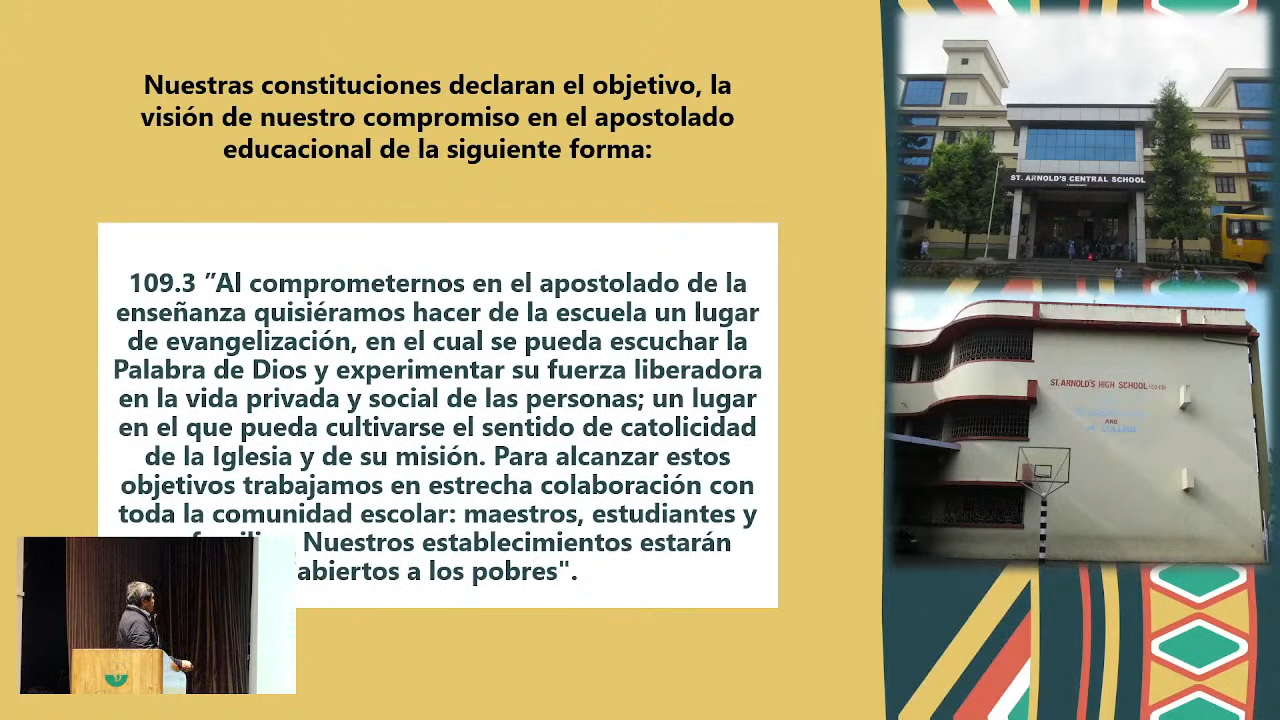 Nuestras constituciones declaran el objetivo, la
visión de nuestro compromiso en el apostolado
educacional de la siguiente forma:
109.3 ”Al comprometernos en el apostolado de la
enseñanza quisiéramos hacer de la escuela un lugar
de evangelización, en el cual se pueda escuchar la
Palabra de Dios y experimentar su fuerza liberadora
en la vida privada y social de las personas; un lugar
en el que pueda cultivarse el sentido de catolicidad
de la Iglesia y de su misión. Para alcanzar estos
objetivos trabajamos en estrecha colaboración con
toda la comunidad escolar: maestros, estudiantes y
Nuestros establecimientos estarán
abiertos a los pobres".
ST. ARNOLD'S CENTRAL SCHOOL
ST. ARNOLD'S HIGH SCHOOL
AND